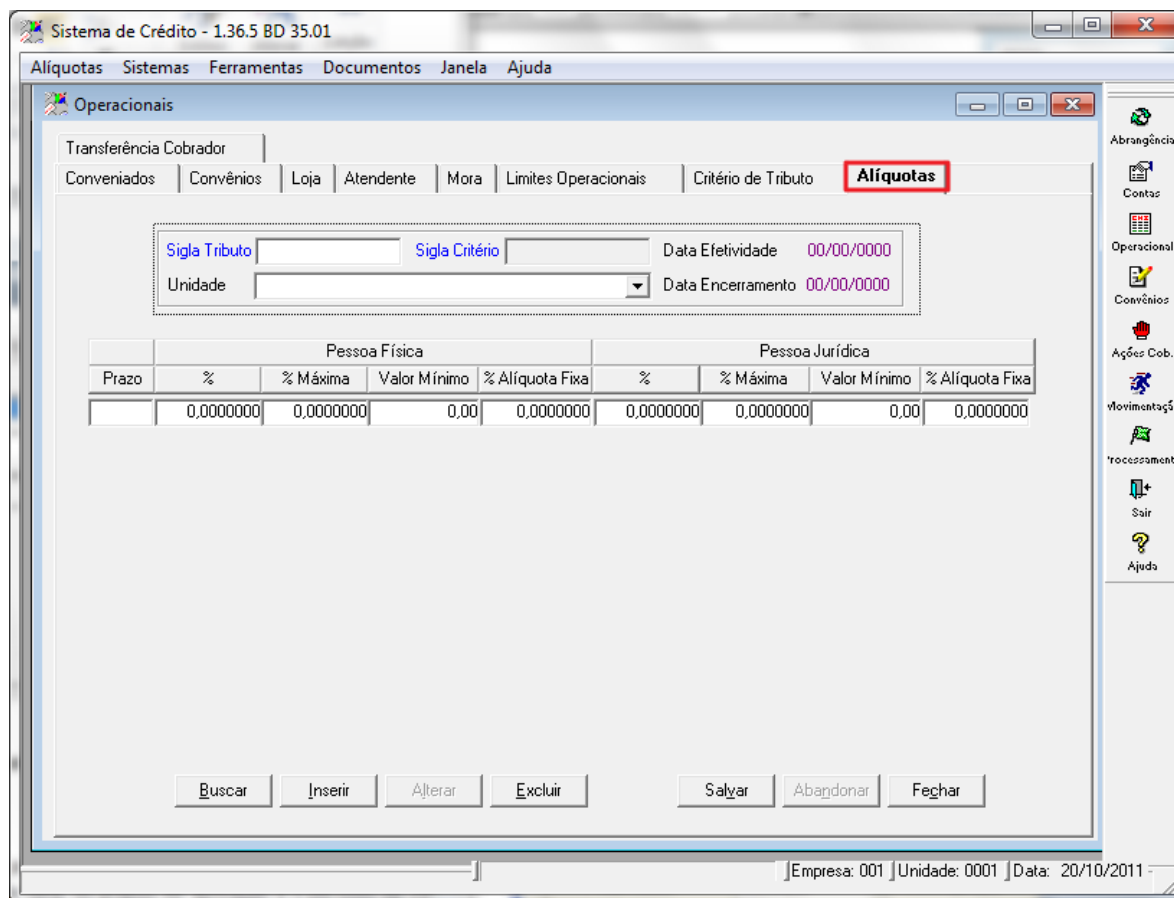 Sistema de Crédito - 1.36.5 BD 35.01
Alíquotas Sistemas Ferramentas Documentos Janela Ajuda
Operacionais
Transferência Cobrador
Conveniados Convênios Loja Atendente Mora Limites Operacionais Critério de Tributo Alíquotas
Sigla Tributo Sigla Critério Data Efetividade 00/00/0000
Unidade Data Encerramento 00/00/0000
Pessoa Física Pessoa Jurídica
Prazo % % Máxima Valor Mínimo % Alíquota Fixa % % Máxima Valor Mínimo % Alíquota Fixa
0,0000000 0,0000000 0,00 0,0000000 0,0000000 0,0000000 0,00 0,0000000
Buscar Inserir Alterar Excluir Salvar Abandonar Fechar
Abrangência
Contas
Operacional
Convênios
Ações Cob.
Movimentaçã
rocessament
Sair
Ajuda
Empresa: 001 Unidade: 0001 Data: 20/10/2011